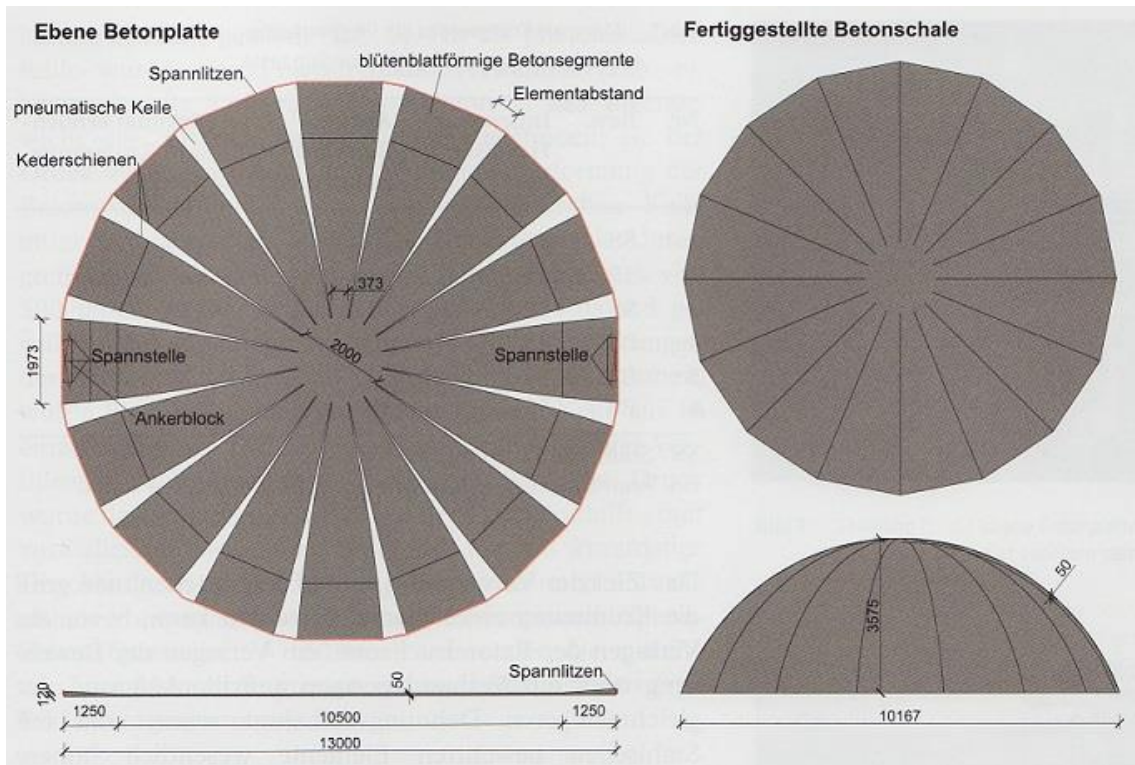 Ebene Betonplatte
Fertiggestellte Betonschale
Spannlitzen
blütenblattförmige Betonsegmente
pneumatische Keile
Elementabstand
Kederschienen
373
2000
1973
Spannstelle
Spannstelle
Ankerblock
50
3575
Spannlitzen
120
50
1250
10500
1250
13000
10167